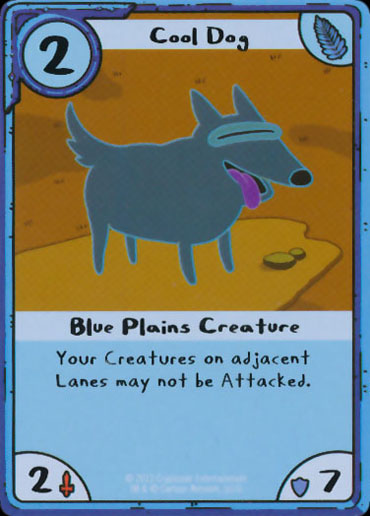 2
Cool Dog
Blue Plains Creature
Your Creatures on adjacent
Lanes may not be Attacked.
2
7